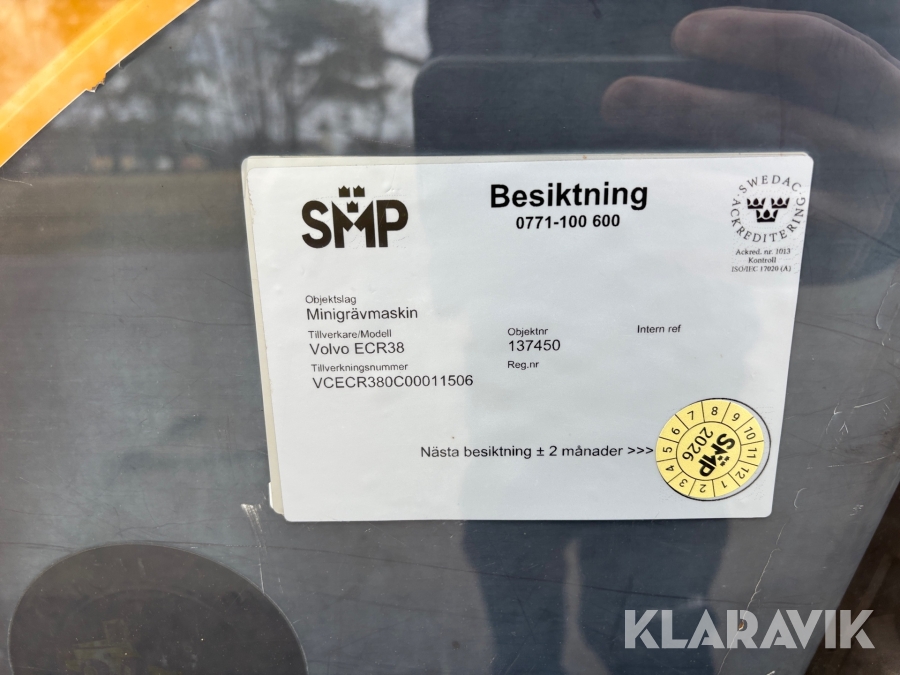 SMP
Besiktning
0771-100 600
SWEDAC
ACKREDITERING
Ackred. nr. 1013
Kontroll
ISO/IEC 17020 (A)
Objektslag
Minigrävmaskin
Tillverkare/Modell
Volvo ECR38
Objektnr
137450
Intern ref
Tillverkningsnummer
VCECR380C00011506
Reg.nr
Nästa besiktning ± 2 månader >>>
1 2 3 4 5 6 7 8 9 10 11 12
SMP
2026
KLARAVIK